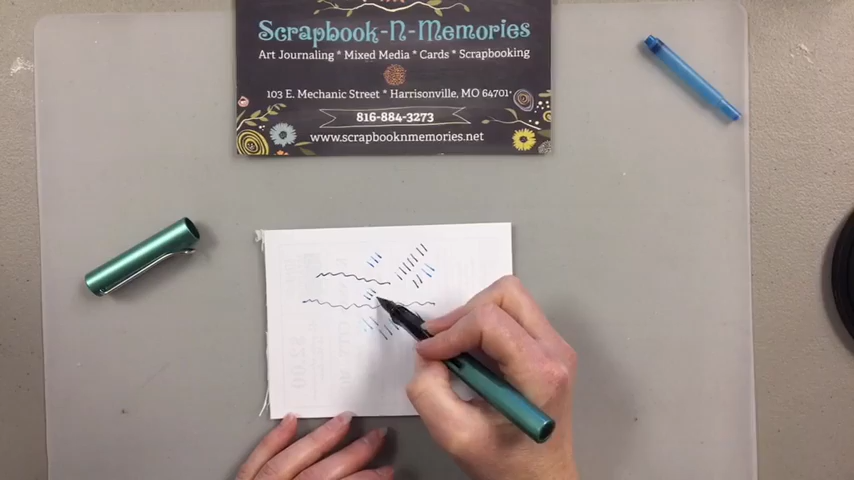 Scrapbook-N-Memories
Art Journaling * Mixed Media * Cards * Scrapbooking
103 E. Mechanic Street * Harrisonville, MO 64701
816-884-3273
www.scrapbooknmemories.net